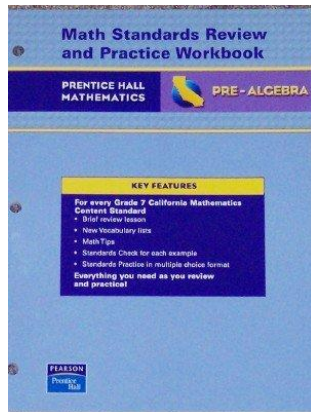 Math Standards Review
and Practice Workbook
PRENTICE HALL
MATHEMATICS
PRE-ALGEBRA
KEY FEATURES
For every Grade 7 California Mathematics
Content Standard
• Brief review lesson
• New Vocabulary lists
• Math Tips
• Standards Check for each example
• Standards Practice in multiple choice format
Everything you need as you review
and practice!
PEARSON
Prentice
Hall